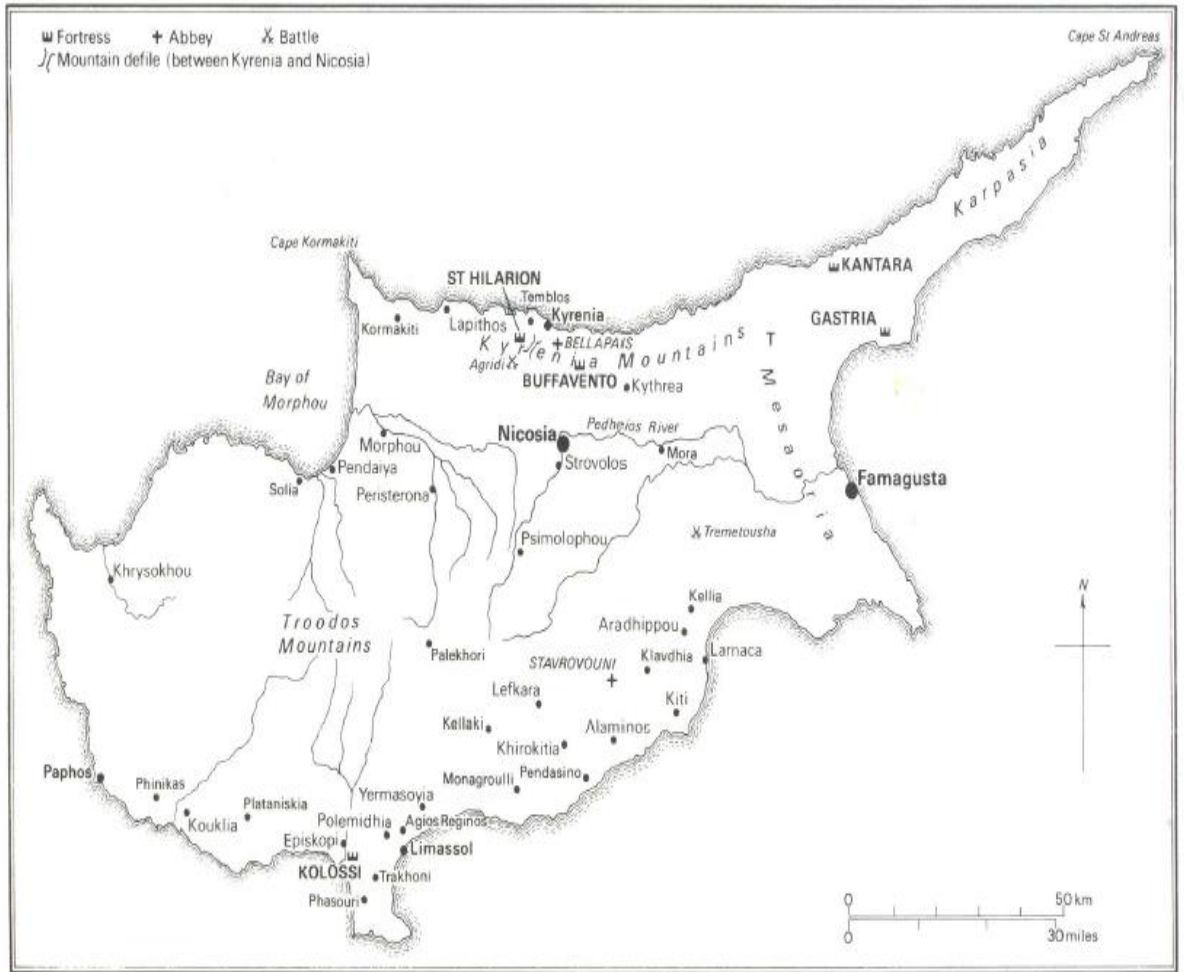 Fortress Abbey Battle
Mountain defile (between Kyrenia and Nicosia)
Cape St Andreas
Karpasia
Cape Kormakiti
KANTARA
ST HILARION
Temblos
Kormakiti
Lapithos
Kyrenia
GASTRIA
Kyrenia Mountains
BELLAPAIS
Agridi
BUFFAVENTO
Kythrea
Bay of
Morphou
Mesaoria
Pedheios River
Nicosia
Morphou
Mora
Strovolos
Pendaiya
Solia
Peristerona
Famagusta
Tremetousha
Psimolophou
Khrysokhou
N
Kellia
Troodos
Mountains
Aradhippou
Palekhori
Larnaca
STAVROVOUNI
Klavdhia
Lefkara
Kiti
Kellaki
Alaminos
Khirokitia
Paphos
Pendasino
Monagroulli
Phinikas
Yermasoyia
Plataniskia
Kouklia
Polemidhia
Agios Reginos
Episkopi
Limassol
KOLOSSI
Trakhoni
Phasouri
0 50 km
0 30 miles